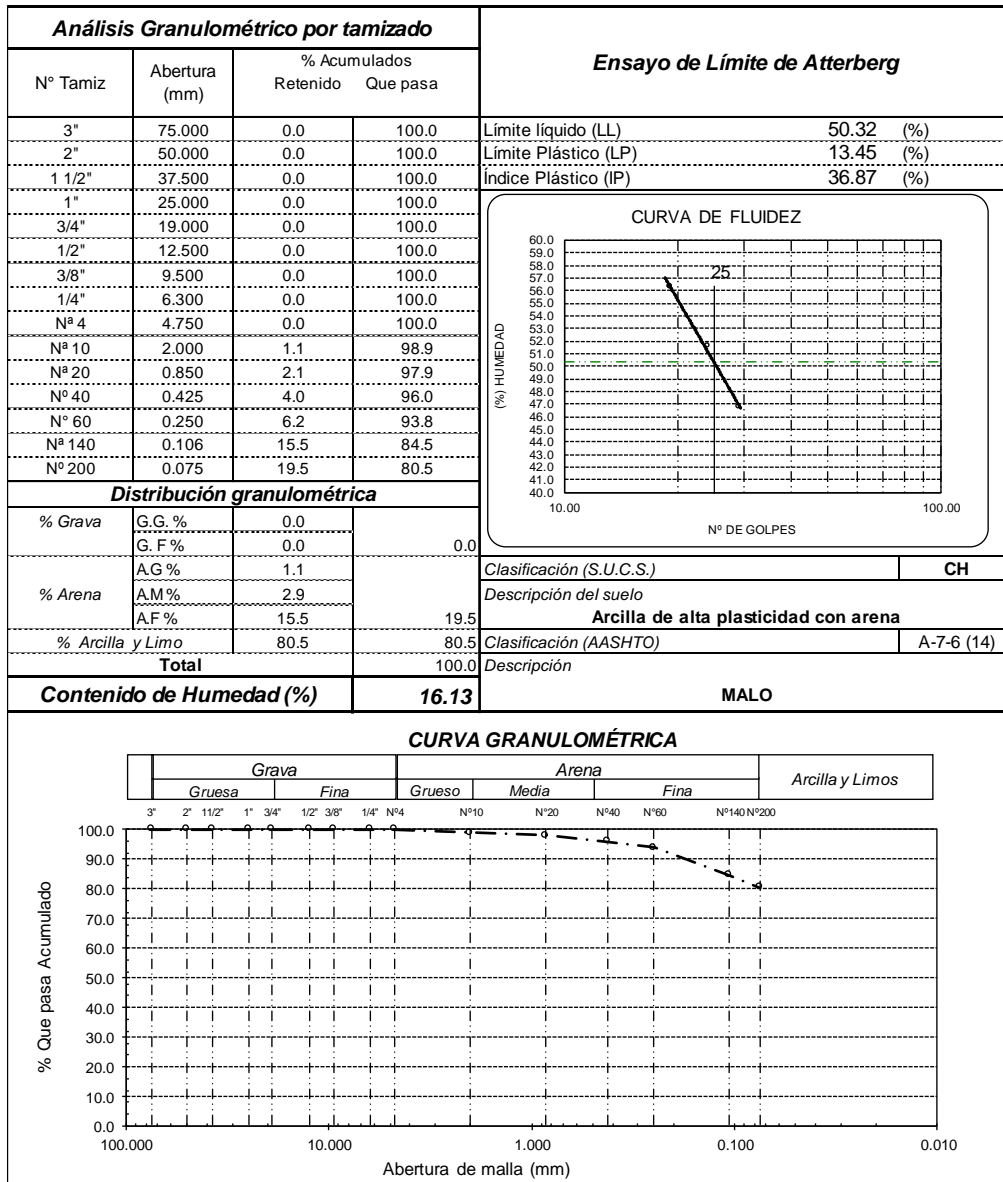 Análisis Granulométrico por tamizado
Ensayo de Límite de Atterberg
N° Tamiz Abertura (mm) % Acumulados
Retenido Que pasa
3" 75.000 0.0 100.0
2" 50.000 0.0 100.0
1 1/2" 37.500 0.0 100.0
1" 25.000 0.0 100.0
3/4" 19.000 0.0 100.0
1/2" 12.500 0.0 100.0
3/8" 9.500 0.0 100.0
1/4" 6.300 0.0 100.0
Nª 4 4.750 0.0 100.0
Nª 10 2.000 1.1 98.9
Nª 20 0.850 2.1 97.9
Nº 40 0.425 4.0 96.0
N° 60 0.250 6.2 93.8
Nª 140 0.106 15.5 84.5
Nº 200 0.075 19.5 80.5
Límite líquido (LL) 50.32 (%)
Límite Plástico (LP) 13.45 (%)
Índice Plástico (IP) 36.87 (%)
CURVA DE FLUIDEZ
25
60.0
59.0
58.0
57.0
56.0
55.0
54.0
53.0
52.0
51.0
50.0
49.0
48.0
47.0
46.0
45.0
44.0
43.0
42.0
41.0
40.0
(%) HUMEDAD
10.00 100.00
Nº DE GOLPES
Distribución granulométrica
% Grava G.G. % 0.0
G. F % 0.0 0.0
% Arena A.G % 1.1
A.M % 2.9
A.F % 15.5 19.5
% Arcilla y Limo 80.5 80.5
Total 100.0
Contenido de Humedad (%) 16.13
Clasificación (S.U.C.S.) CH
Descripción del suelo
Arcilla de alta plasticidad con arena
Clasificación (AASHTO) A-7-6 (14)
Descripción
MALO
CURVA GRANULOMÉTRICA
Grava Arena Arcilla y Limos
Gruesa Fina Grueso Media Fina
3" 2" 11/2" 1" 3/4" 1/2" 3/8" 1/4" Nº4 N°10 N°20 N°40 N°60 Nº140 Nº200
100.0
90.0
80.0
70.0
60.0
50.0
40.0
30.0
20.0
10.0
0.0
% Que pasa Acumulado
100.000 10.000 1.000 0.100 0.010
Abertura de malla (mm)